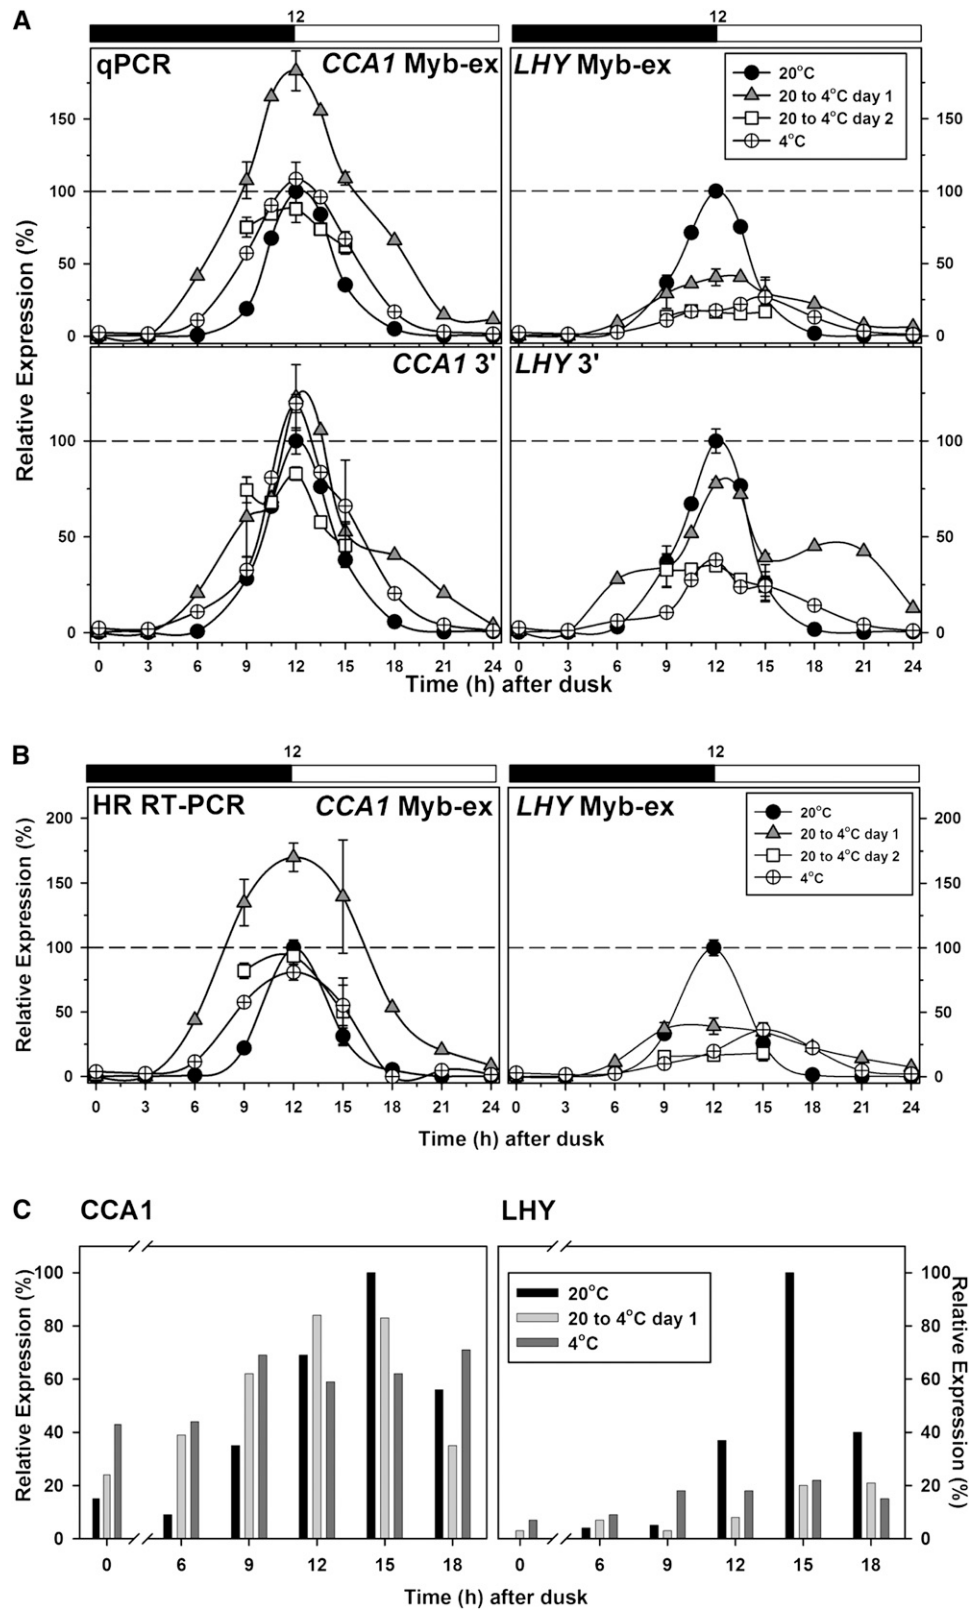 A
12
12
qPCR
CCA1 Myb-ex
LHY Myb-ex
20°C
20 to 4°C day 1
20 to 4°C day 2
4°C
150
100
50
0
150
100
50
0
Relative Expression (%)
CCA1 3'
LHY 3'
100
50
0
100
50
0
0 3 6 9 12 15 18 21 24
0 3 6 9 12 15 18 21 24
Time (h) after dusk
B
12
12
HR RT-PCR
CCA1 Myb-ex
LHY Myb-ex
20°C
20 to 4°C day 1
20 to 4°C day 2
4°C
200
150
100
50
0
200
150
100
50
0
Relative Expression (%)
0 3 6 9 12 15 18 21 24
0 3 6 9 12 15 18 21 24
Time (h) after dusk
C
CCA1
LHY
20°C
20 to 4°C day 1
4°C
100
80
60
40
20
0
100
80
60
40
20
0
Relative Expression (%)
Relative Expression (%)
0 6 9 12 15 18
0 6 9 12 15 18
Time (h) after dusk